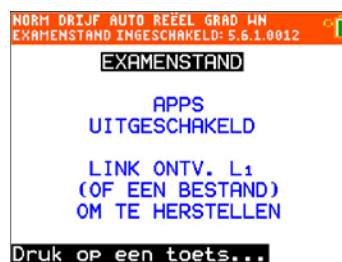 NORM DRIJF AUTO REËEL GRAD WN
EXAMENSTAND INGESCHAKELD: 5.6.1.0012
EXAMENSTAND
APPS
UITGESCHAKELD
LINK ONTV. L1
(OF EEN BESTAND)
OM TE HERSTELLEN
Druk op een toets...